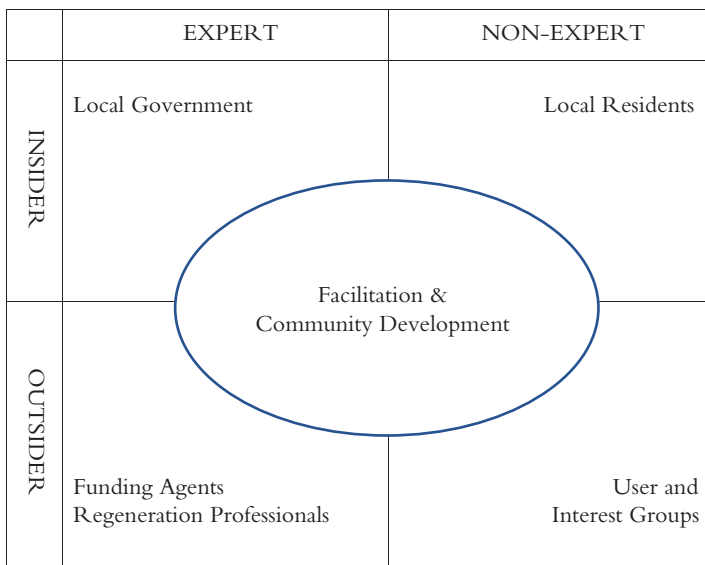 EXPERT
NON-EXPERT
INSIDER
Local Government
Local Residents
Facilitation &
Community Development
OUTSIDER
Funding Agents
Regeneration Professionals
User and
Interest Groups